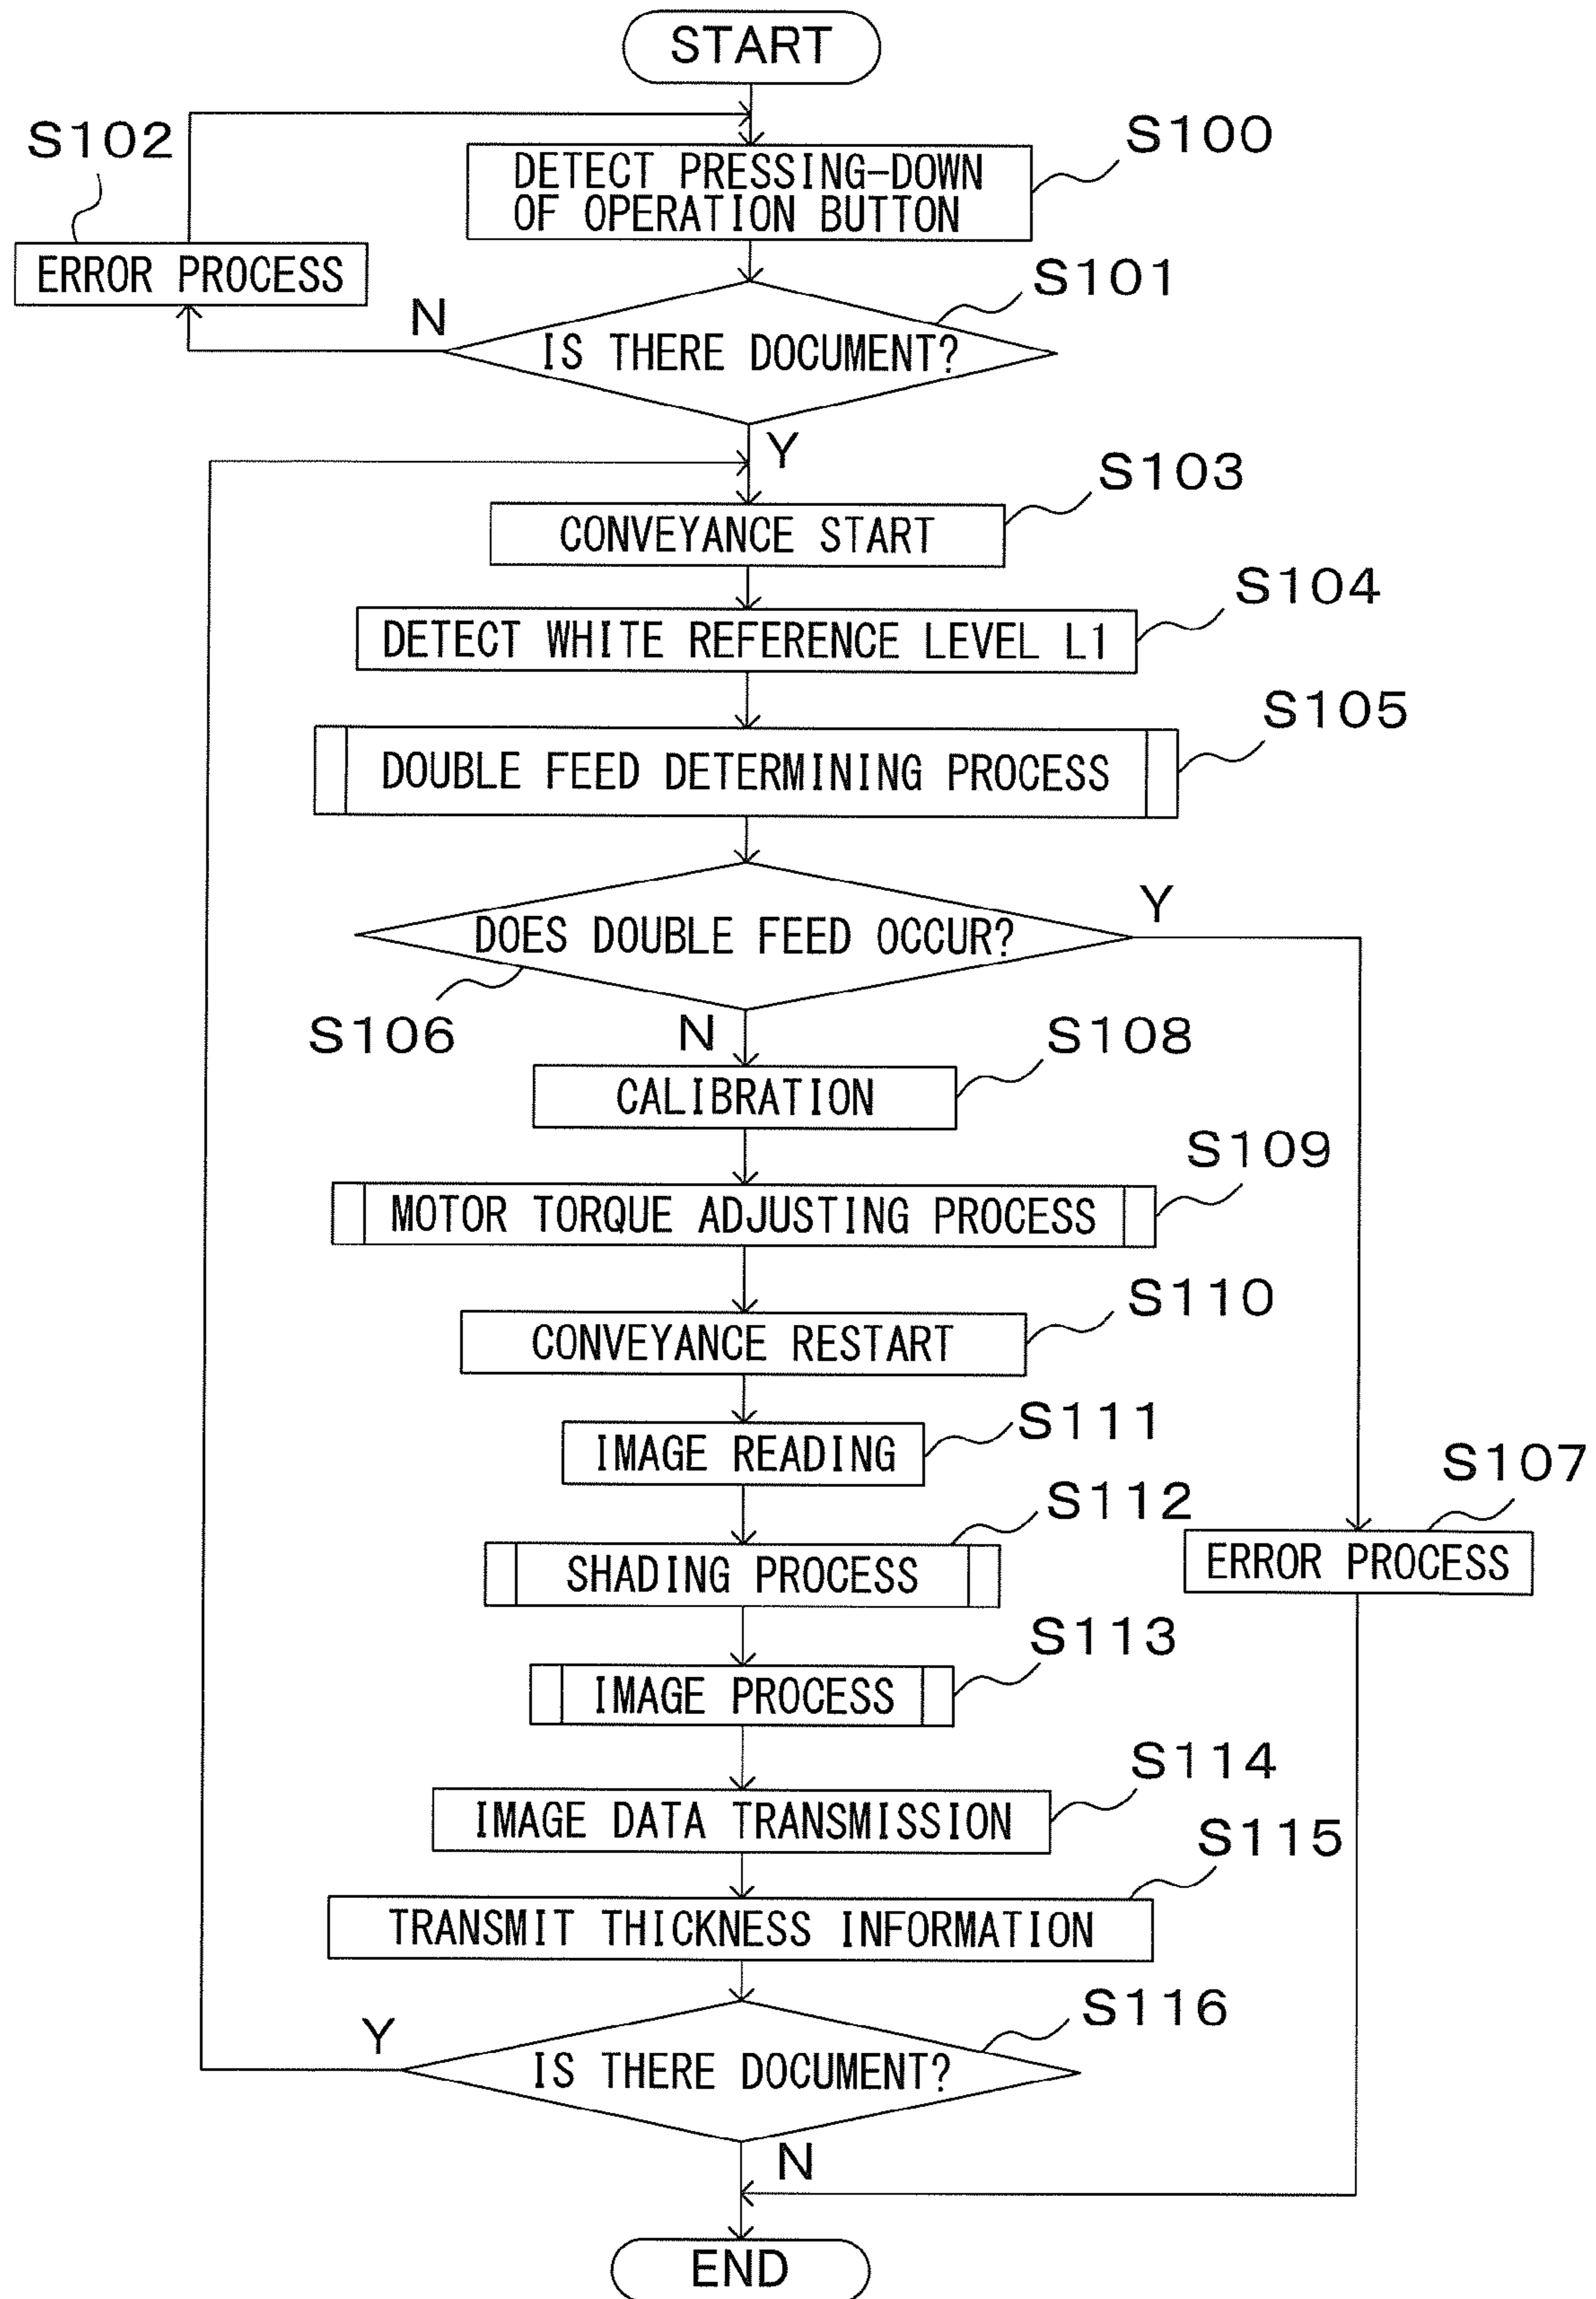 START
S102
S100
DETECT PRESSING-DOWN
OF OPERATION BUTTON
ERROR PROCESS
S101
N
IS THERE DOCUMENT?
Y
S103
CONVEYANCE START
S104
DETECT WHITE REFERENCE LEVEL L1
S105
DOUBLE FEED DETERMINING PROCESS
Y
DOES DOUBLE FEED OCCUR?
S106
N
S108
CALIBRATION
S109
MOTOR TORQUE ADJUSTING PROCESS
S110
CONVEYANCE RESTART
S111
IMAGE READING
S107
S112
ERROR PROCESS
SHADING PROCESS
S113
IMAGE PROCESS
S114
IMAGE DATA TRANSMISSION
S115
TRANSMIT THICKNESS INFORMATION
S116
Y
IS THERE DOCUMENT?
N
END